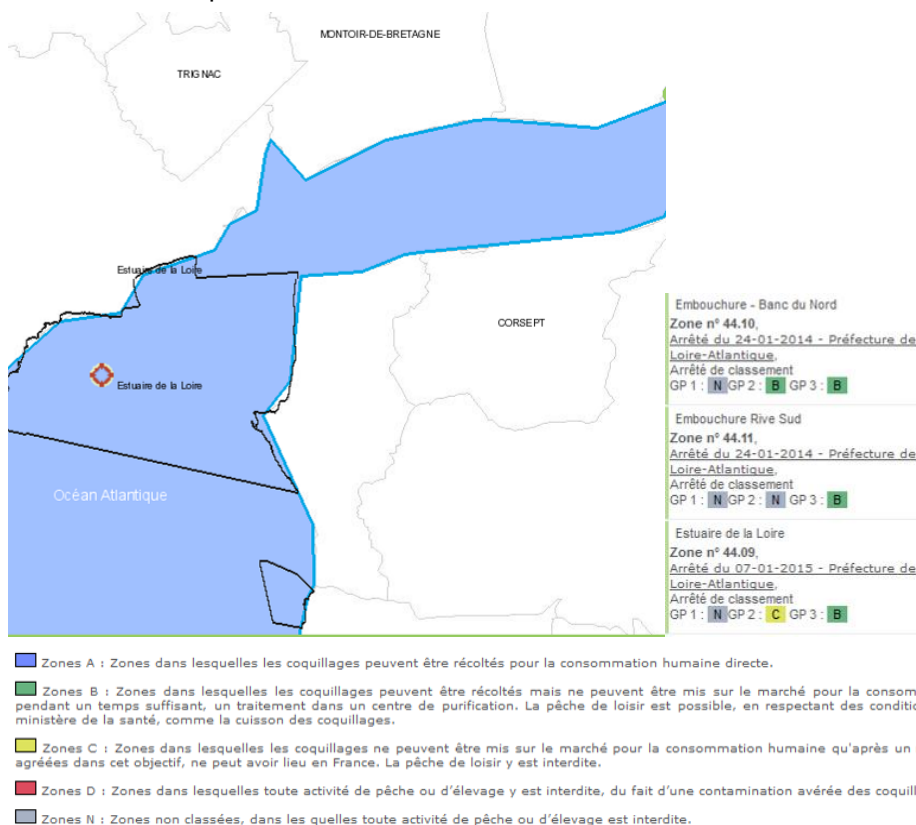 MONTOIR-DE-BRETAGNE
TRIGNAC
Estuaire de la Loire
CORSEPT
Estuaire de la Loire
Océan Atlantique
Embouchure - Banc du Nord
Zone n° 44.10,
Arrêté du 24-01-2014 - Préfecture de
Loire-Atlantique,
Arrêté de classement
GP 1 : N GP 2 : B GP 3 : B
Embouchure Rive Sud
Zone n° 44.11,
Arrêté du 24-01-2014 - Préfecture de
Loire-Atlantique,
Arrêté de classement
GP 1 : N GP 2 : N GP 3 : B
Estuaire de la Loire
Zone n° 44.09,
Arrêté du 07-01-2015 - Préfecture de
Loire-Atlantique,
Arrêté de classement
GP 1 : N GP 2 : C GP 3 : B
Zones A : Zones dans lesquelles les coquillages peuvent être récoltés pour la consommation humaine directe.
Zones B : Zones dans lesquelles les coquillages peuvent être récoltés mais ne peuvent être mis sur le marché pour la consom
pendant un temps suffisant, un traitement dans un centre de purification. La pêche de loisir est possible, en respectant des conditio
ministère de la santé, comme la cuisson des coquillages.
Zones C : Zones dans lesquelles les coquillages ne peuvent être mis sur le marché pour la consommation humaine qu'après un
agréées dans cet objectif, ne peut avoir lieu en France. La pêche de loisir y est interdite.
Zones D : Zones dans lesquelles toute activité de pêche ou d'élevage y est interdite, du fait d'une contamination avérée des coquill
Zones N : Zones non classées, dans les quelles toute activité de pêche ou d'élevage est interdite.